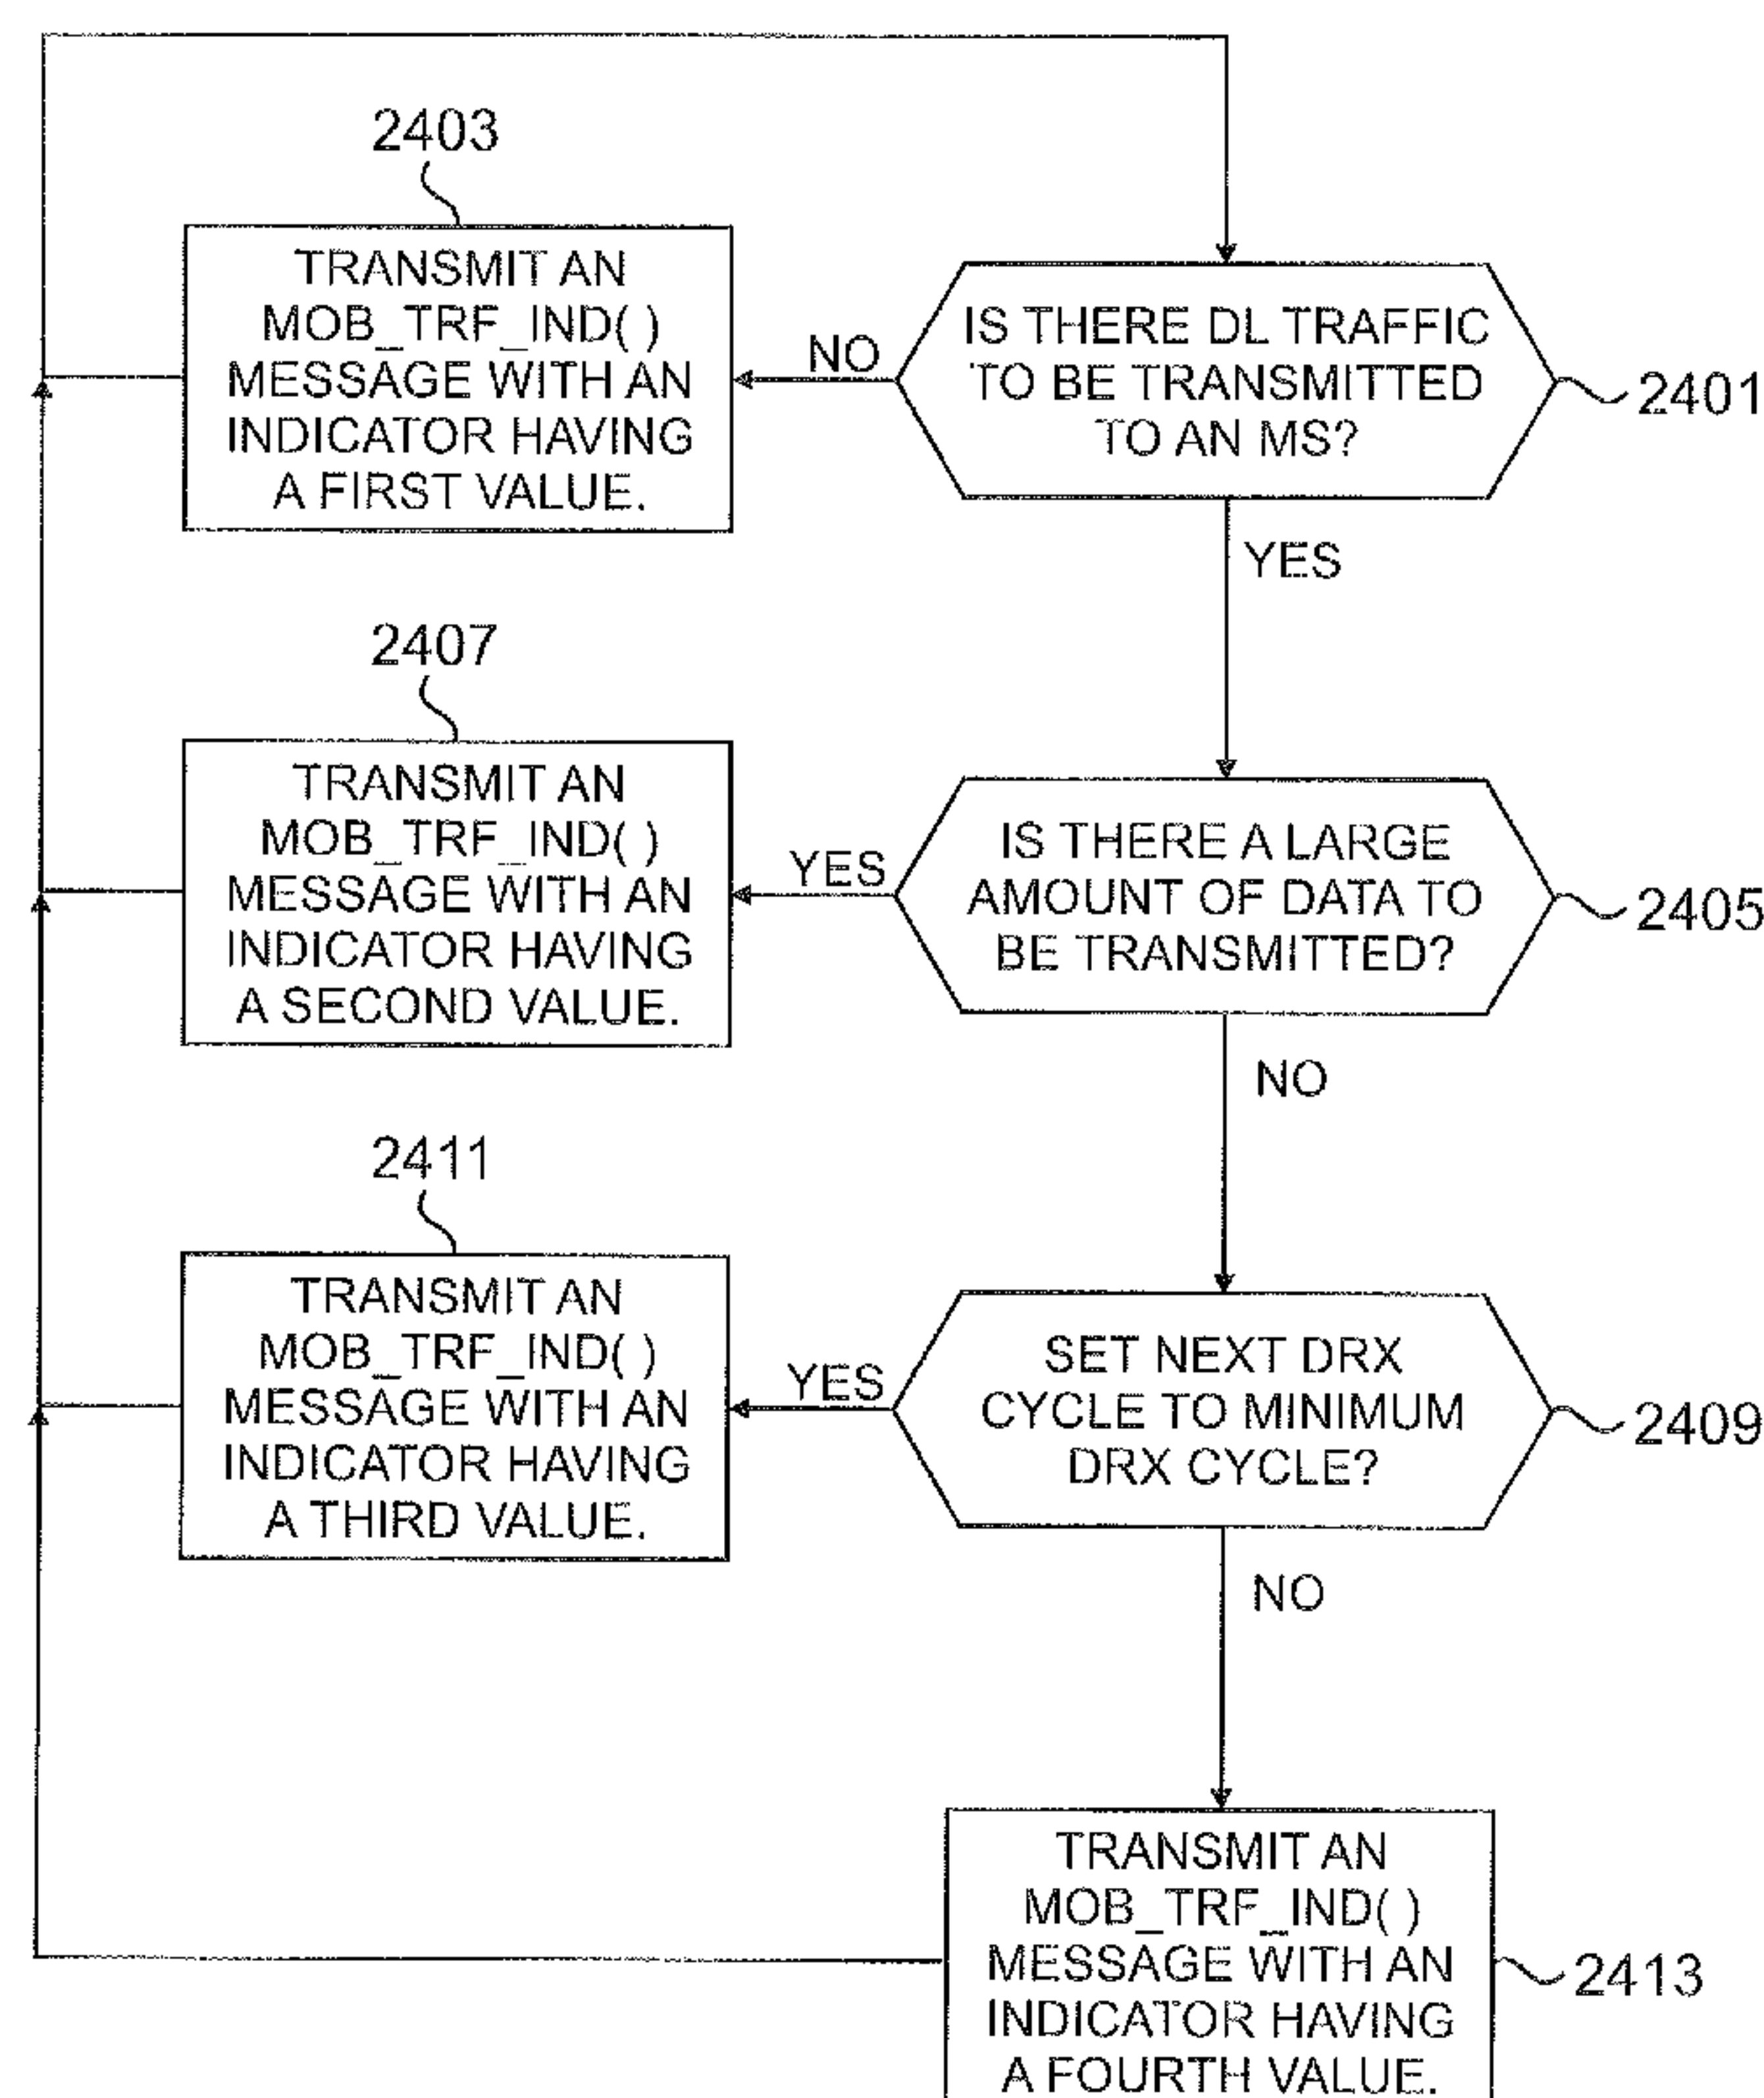 2403
TRANSMIT AN
MOB_TRF_IND( )
MESSAGE WITH AN
INDICATOR HAVING
A FIRST VALUE.
NO
IS THERE DL TRAFFIC
TO BE TRANSMITTED
TO AN MS?
2401
YES
2407
TRANSMIT AN
MOB_TRF_IND( )
MESSAGE WITH AN
INDICATOR HAVING
A SECOND VALUE.
YES
IS THERE A LARGE
AMOUNT OF DATA TO
BE TRANSMITTED?
2405
NO
2411
TRANSMIT AN
MOB_TRF_IND( )
MESSAGE WITH AN
INDICATOR HAVING
A THIRD VALUE.
YES
SET NEXT DRX
CYCLE TO MINIMUM
DRX CYCLE?
2409
NO
TRANSMIT AN
MOB_TRF_IND( )
MESSAGE WITH AN
INDICATOR HAVING
A FOURTH VALUE.
2413